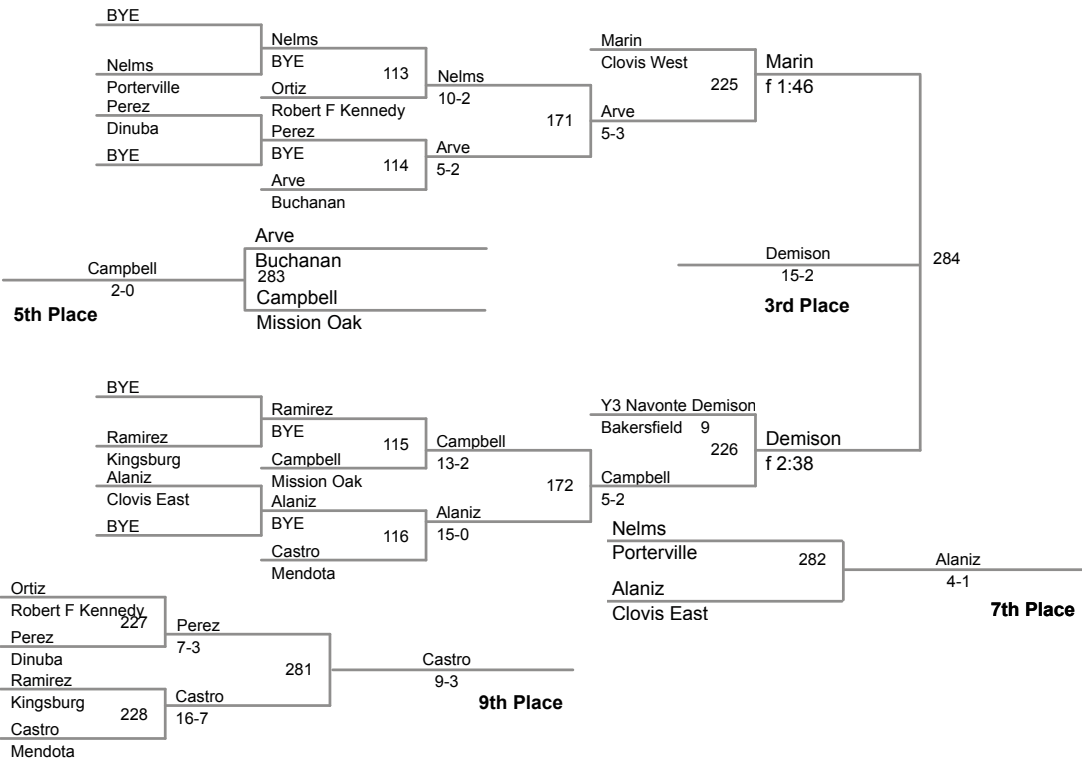 BYE
Nelms
BYE
113
Nelms
Porterville
Ortiz
Robert F Kennedy
Nelms
10-2
Perez
Dinuba
Perez
BYE
114
BYE
Arve
Buchanan
Arve
5-2
171
Marin
Clovis West
225
Arve
5-3
Marin
f 1:46
Arve
Buchanan
283
Campbell
Mission Oak
Campbell
2-0
5th Place
Demison
15-2
3rd Place
284
BYE
Ramirez
BYE
115
Ramirez
Kingsburg
Campbell
Mission Oak
Campbell
13-2
Alaniz
Clovis East
Alaniz
BYE
116
BYE
Castro
Mendota
Alaniz
15-0
172
Y3 Navonte Demison
Bakersfield 9
226
Campbell
5-2
Demison
f 2:38
Nelms
Porterville
282
Alaniz
Clovis East
Alaniz
4-1
7th Place
Ortiz
Robert F Kennedy
227
Perez
Dinuba
Perez
7-3
Ramirez
Kingsburg
228
Castro
Mendota
Castro
16-7
281
Castro
9-3
9th Place